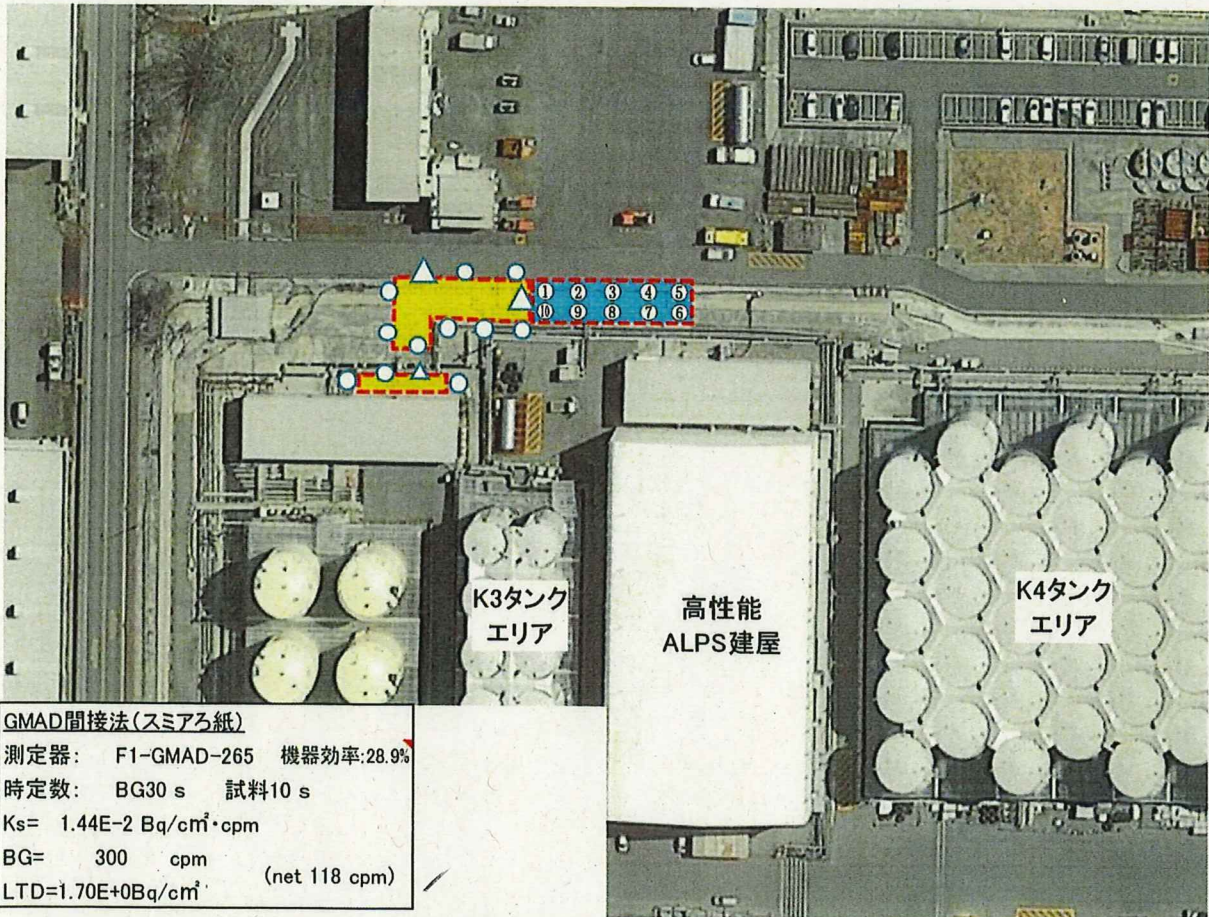 ① ② ③ ④ ⑤
⑩ ⑨ ⑧ ⑦ ⑥
K3タンク
エリア
高性能
ALPS建屋
K4タンク
エリア
GMAD間接法(スミアろ紙)
測定器: F1-GMAD-265 機器効率:28.9%
時定数: BG30 s 試料10 s
Ks= 1.44E-2 Bq/c㎡・cpm
BG= 300 cpm
(net 118 cpm)
LTD=1.70E+0Bq/c㎡